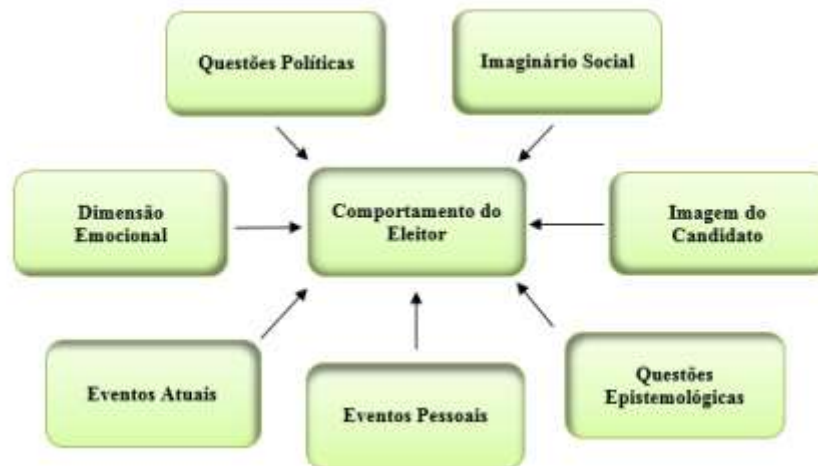 Questões Políticas
Imaginário Social
Dimensão
Emocional
Comportamento do
Eleitor
Imagem do
Candidato
Eventos Atuais
Eventos Pessoais
Questões
Epistemológicas